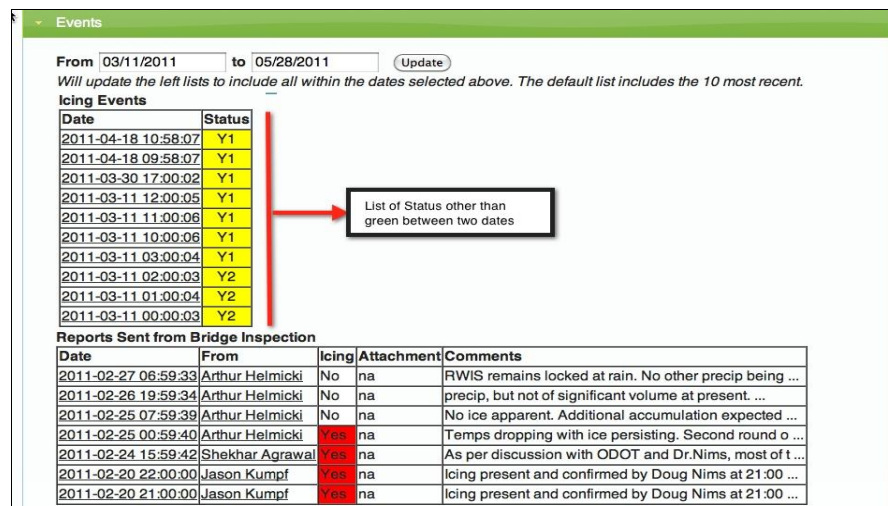 Events
From 03/11/2011 to 05/28/2011 Update
Will update the left lists to include all within the dates selected above. The default list includes the 10 most recent.
Icing Events
Date Status
2011-04-18 10:58:07 Y1
2011-04-18 09:58:07 Y1
2011-03-30 17:00:02 Y1
2011-03-11 12:00:05 Y1
2011-03-11 11:00:06 Y1
2011-03-11 10:00:06 Y1
2011-03-11 03:00:04 Y1
2011-03-11 02:00:03 Y2
2011-03-11 01:00:04 Y2
2011-03-11 00:00:03 Y2
List of Status other than
green between two dates
Reports Sent from Bridge Inspection
Date From Icing Attachment Comments
2011-02-27 06:59:33 Arthur Helmicki No na RWIS remains locked at rain. No other precip being ...
2011-02-26 19:59:34 Arthur Helmicki No na precip, but not of significant volume at present. ...
2011-02-25 07:59:39 Arthur Helmicki No na No ice apparent. Additional accumulation expected ...
2011-02-25 00:59:40 Arthur Helmicki Yes na Temps dropping with ice persisting. Second round o ...
2011-02-24 15:59:42 Shekhar Agrawal Yes na As per discussion with ODOT and Dr.Nims, most of t ...
2011-02-20 22:00:00 Jason Kumpf Yes na Icing present and confirmed by Doug Nims at 21:00 ...
2011-02-20 21:00:00 Jason Kumpf Yes na Icing present and confirmed by Doug Nims at 21:00 ...